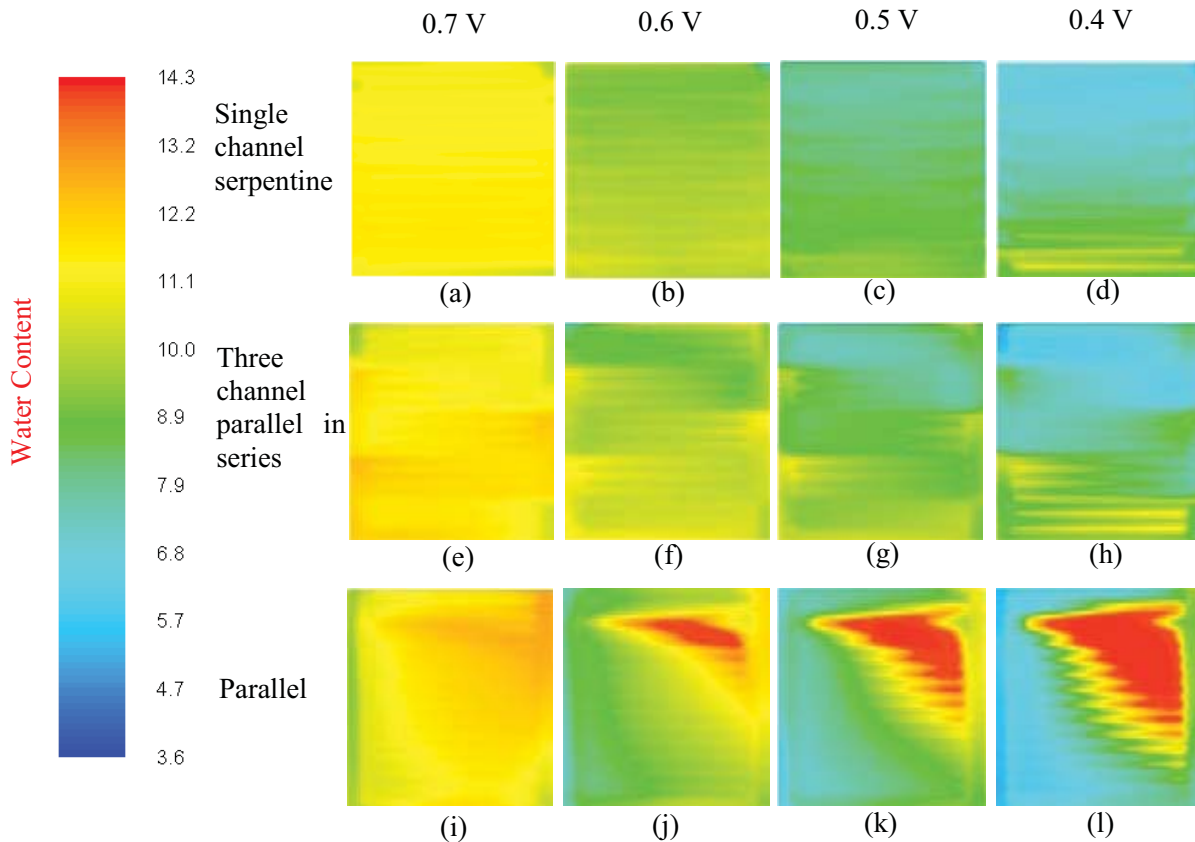 0.7 V 0.6 V 0.5 V 0.4 V
Water Content
14.3
13.2
12.2
11.1
10.0
8.9
7.9
6.8
5.7
4.7
3.6
Single
channel
serpentine
(a) (b) (c) (d)
Three
channel
parallel in
series
(e) (f) (g) (h)
Parallel
(i) (j) (k) (l)